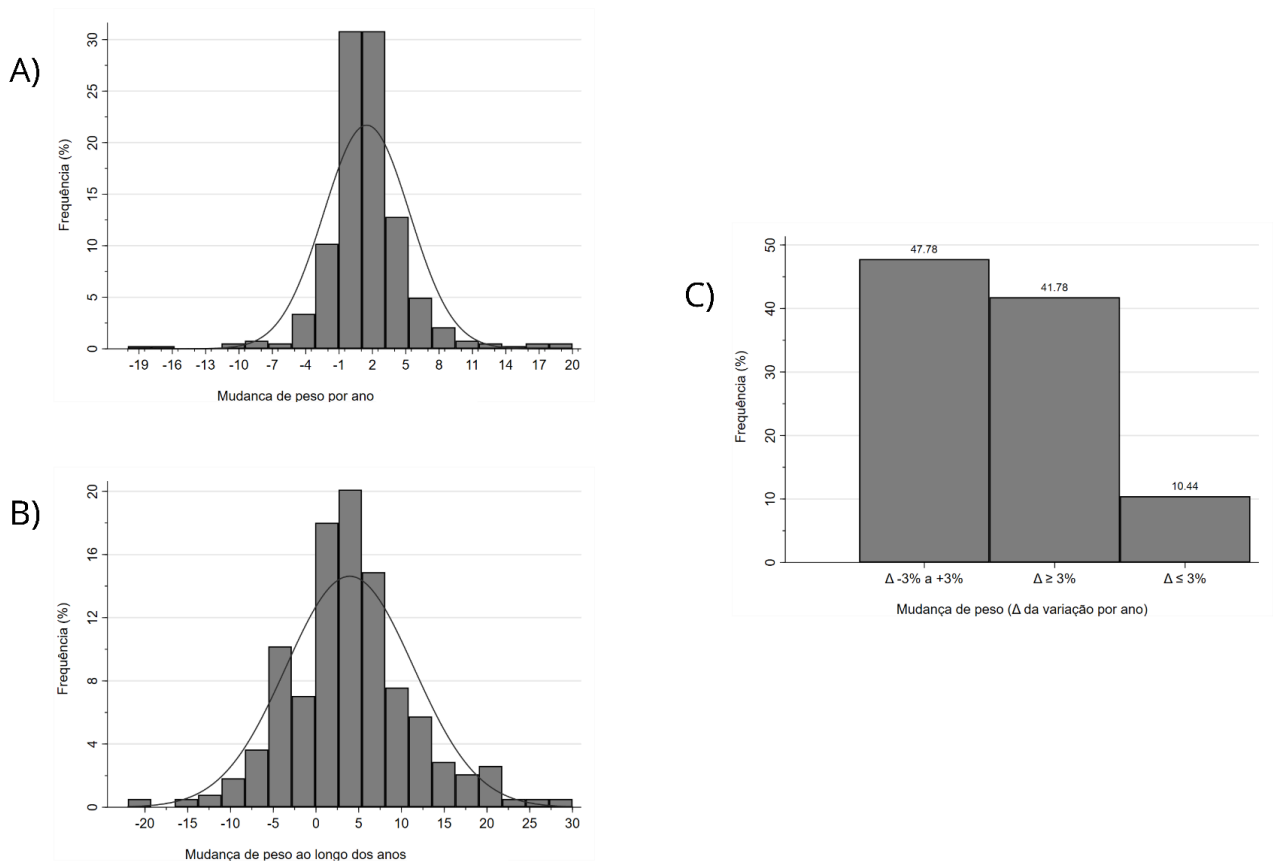 A)
Frequência (%)
30
25
20
15
10
5
0
-19 -16 -13 -10 -7 -4 -1 2 5 8 11 14 17 20
Mudanca de peso por ano
B)
Frequência (%)
20
16
12
8
4
0
-20 -15 -10 -5 0 5 10 15 20 25 30
Mudança de peso ao longo dos anos
C)
Frequência (%)
50
40
30
20
10
0
47.78
41.78
10.44
Δ -3% a +3% Δ ≥ 3% Δ ≤ 3%
Mudança de peso (Δ da variação por ano)